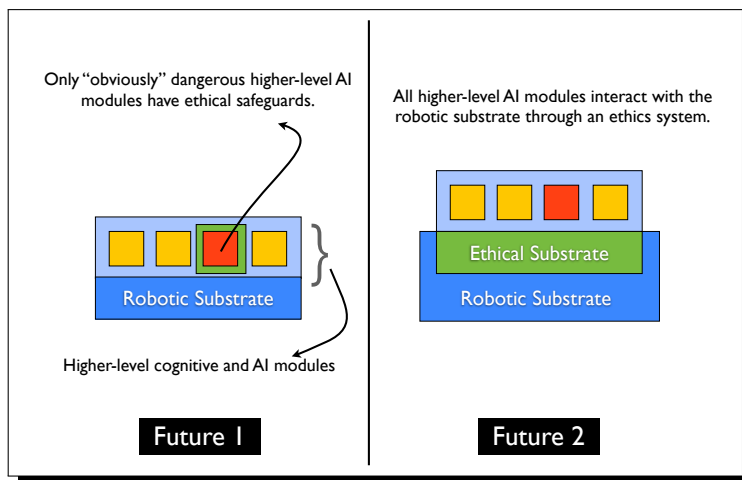 Only “obviously” dangerous higher-level AI
modules have ethical safeguards.
Robotic Substrate
Higher-level cognitive and AI modules
Future 1
All higher-level AI modules interact with the
robotic substrate through an ethics system.
Ethical Substrate
Robotic Substrate
Future 2